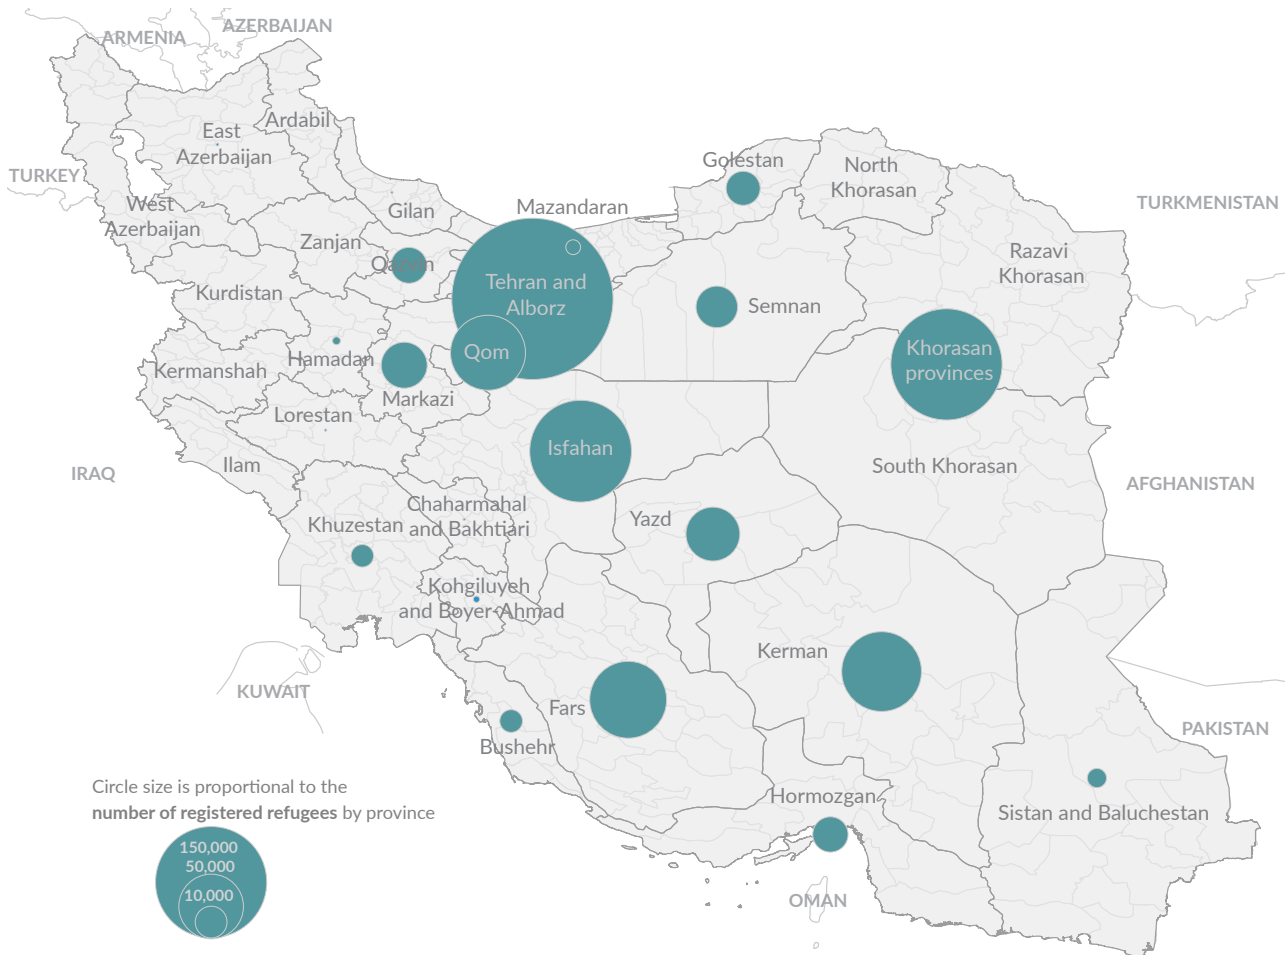 AZERBAIJAN
ARMENIA
Ardabil
East
Azerbaijan
TURKEY
West
Azerbaijan
Gilan
Zanjan
Qazvin
Mazandaran
Golestan
North
Khorasan
TURKMENISTAN
Razavi
Khorasan
Kurdistan
Tehran and
Alborz
Semnan
Hamadan
Qom
Khorasan
provinces
Kermanshah
Markazi
Lorestan
Isfahan
Ilam
South Khorasan
IRAQ
AFGHANISTAN
Chaharmahal
and Bakhtiari
Khuzestan
Yazd
Kohgiluyeh
and Boyer-Ahmad
Kerman
KUWAIT
Fars
PAKISTAN
Bushehr
Hormozgan
Sistan and Baluchestan
OMAN
Circle size is proportional to the
number of registered refugees by province
150,000
50,000
10,000